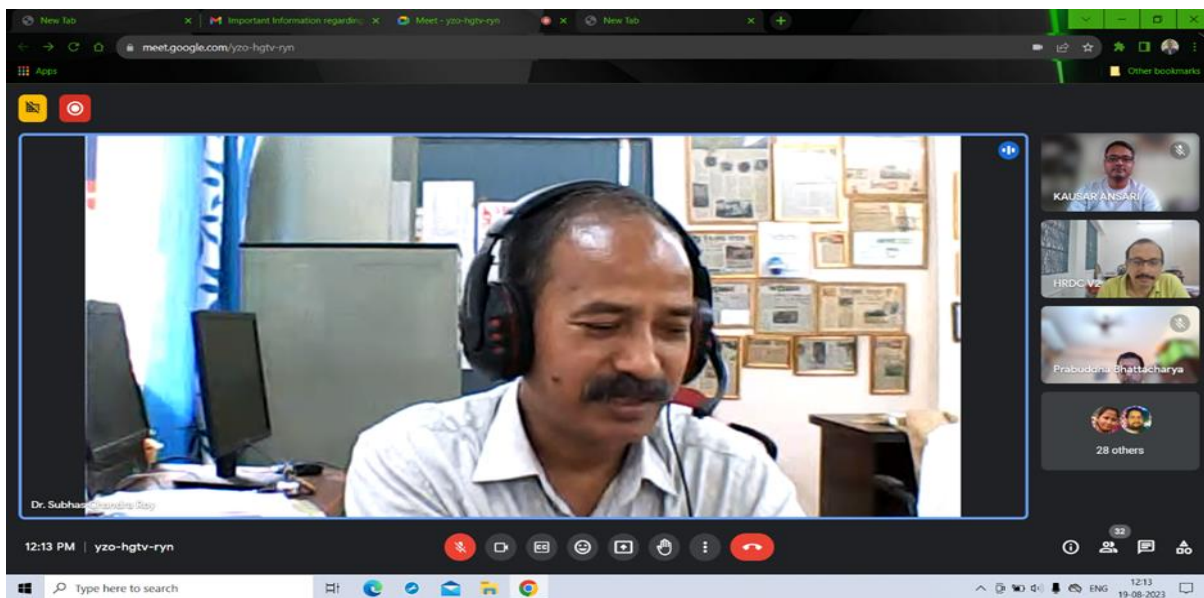 New Tab
Important Information regarding
Meet - yzo-hgtv-ryn
New Tab
meet.google.com/yzo-hgtv-ryn
Apps
Other bookmarks
KAUSAR ANSARI
HRDC V2
Prabuddha Bhattacharya
28 others
Dr. Subhas Chandra Roy
12:13 PM | yzo-hgtv-ryn
CC
32
Type here to search
ENG
12:13
19-08-2023